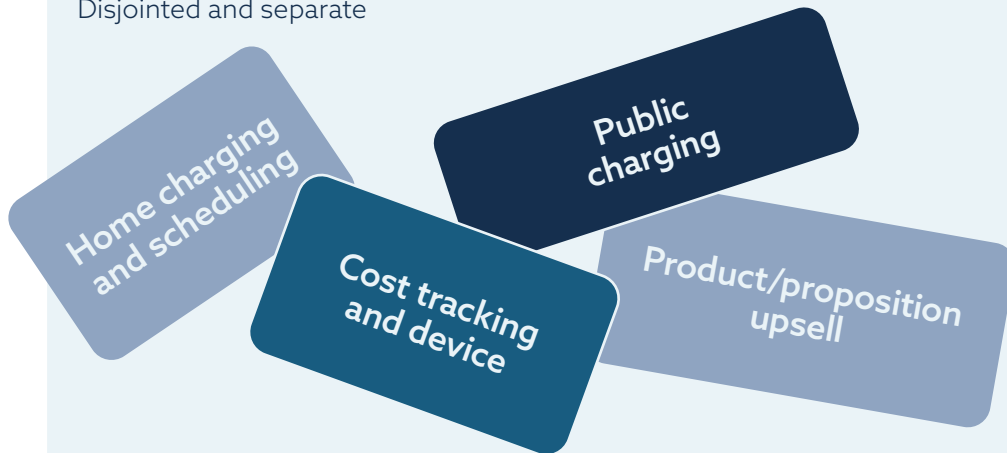 Disjointed and separate
Home charging
and scheduling
Public
charging
Cost tracking
and device
Product/proposition
upsell